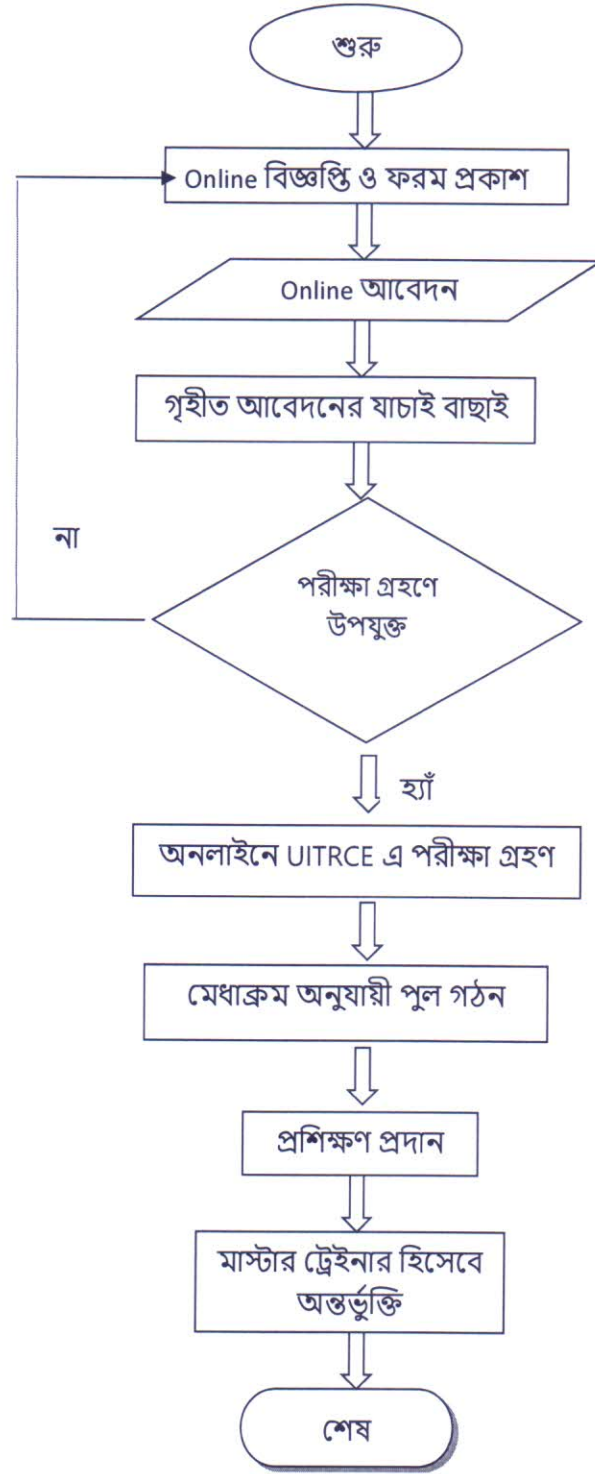 শুরু
Online বিজ্ঞপ্তি ও ফরম প্রকাশ
Online আবেদন
গৃহীত আবেদনের যাচাই বাছাই
না
পরীক্ষা গ্রহণে
উপযুক্ত
হ্যাঁ
অনলাইনে UITRCE এ পরীক্ষা গ্রহণ
মেধাক্রম অনুযায়ী পুল গঠন
প্রশিক্ষণ প্রদান
মাস্টার ট্রেইনার হিসেবে
অন্তর্ভুক্তি
শেষ